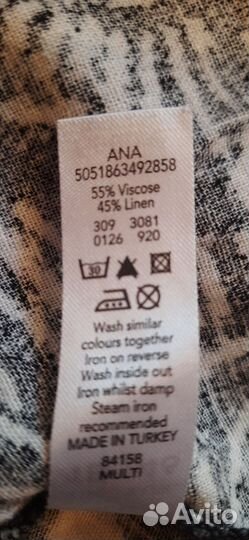 ANA
5051863492858
55% Viscose
45% Linen
309 3081
0126 920
30
Wash similar
colours together
Iron on reverse
Wash inside out
Iron whilst damp
Steam iron
recommended
MADE IN TURKEY
84158
MULTI
Avito